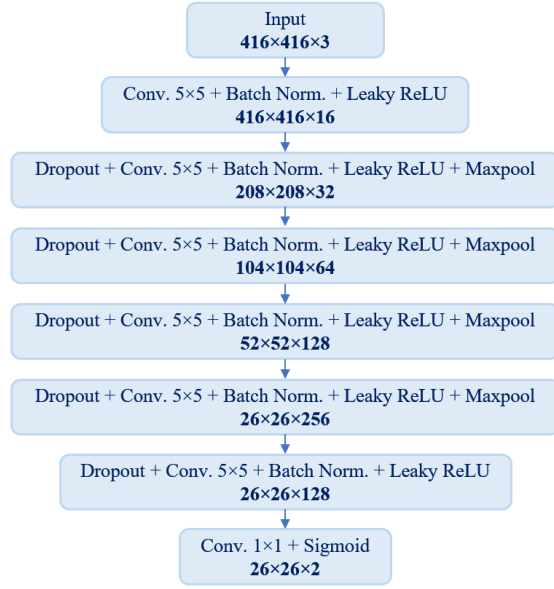 Input
416×416×3
Conv. 5×5 + Batch Norm. + Leaky ReLU
416×416×16
Dropout + Conv. 5×5 + Batch Norm. + Leaky ReLU + Maxpool
208×208×32
Dropout + Conv. 5×5 + Batch Norm. + Leaky ReLU + Maxpool
104×104×64
Dropout + Conv. 5×5 + Batch Norm. + Leaky ReLU + Maxpool
52×52×128
Dropout + Conv. 5×5 + Batch Norm. + Leaky ReLU + Maxpool
26×26×256
Dropout + Conv. 5×5 + Batch Norm. + Leaky ReLU
26×26×128
Conv. 1×1 + Sigmoid
26×26×2